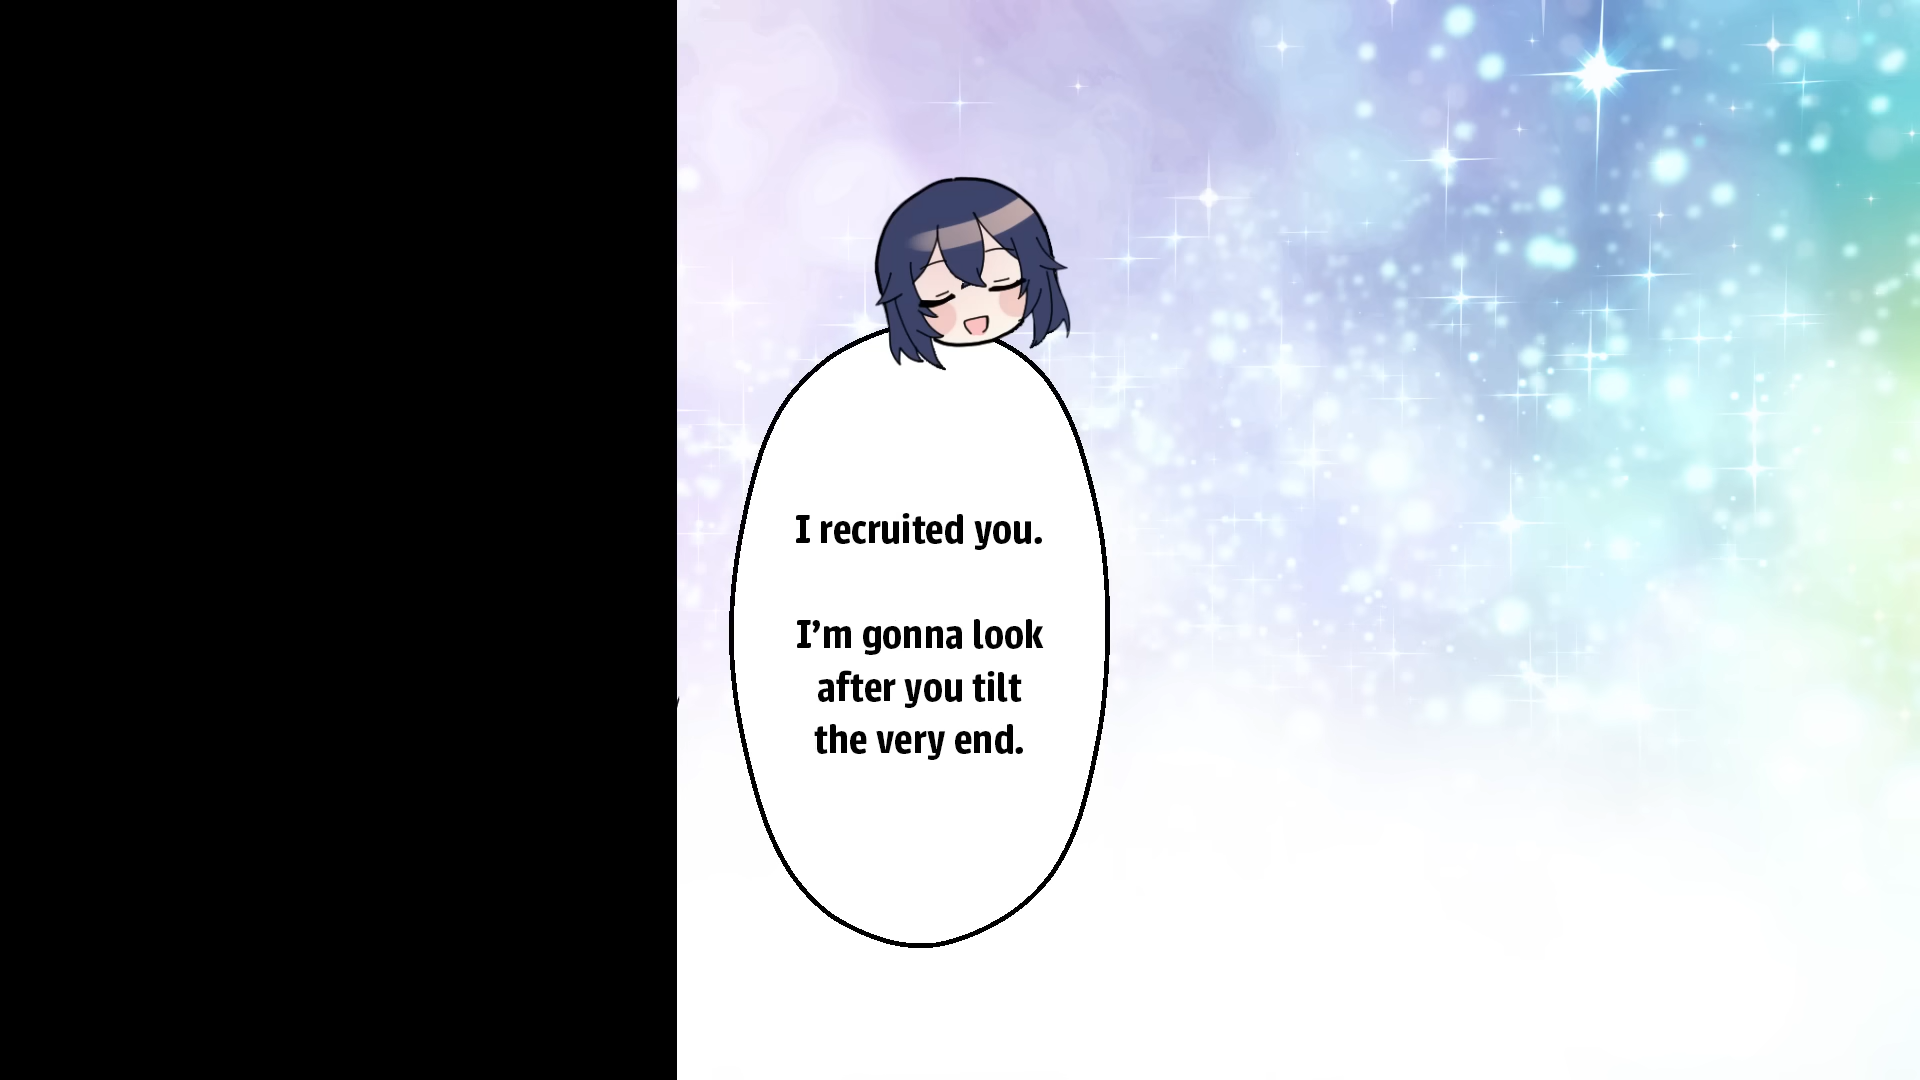 I recruited you.
I’m gonna look
after you tilt
the very end.